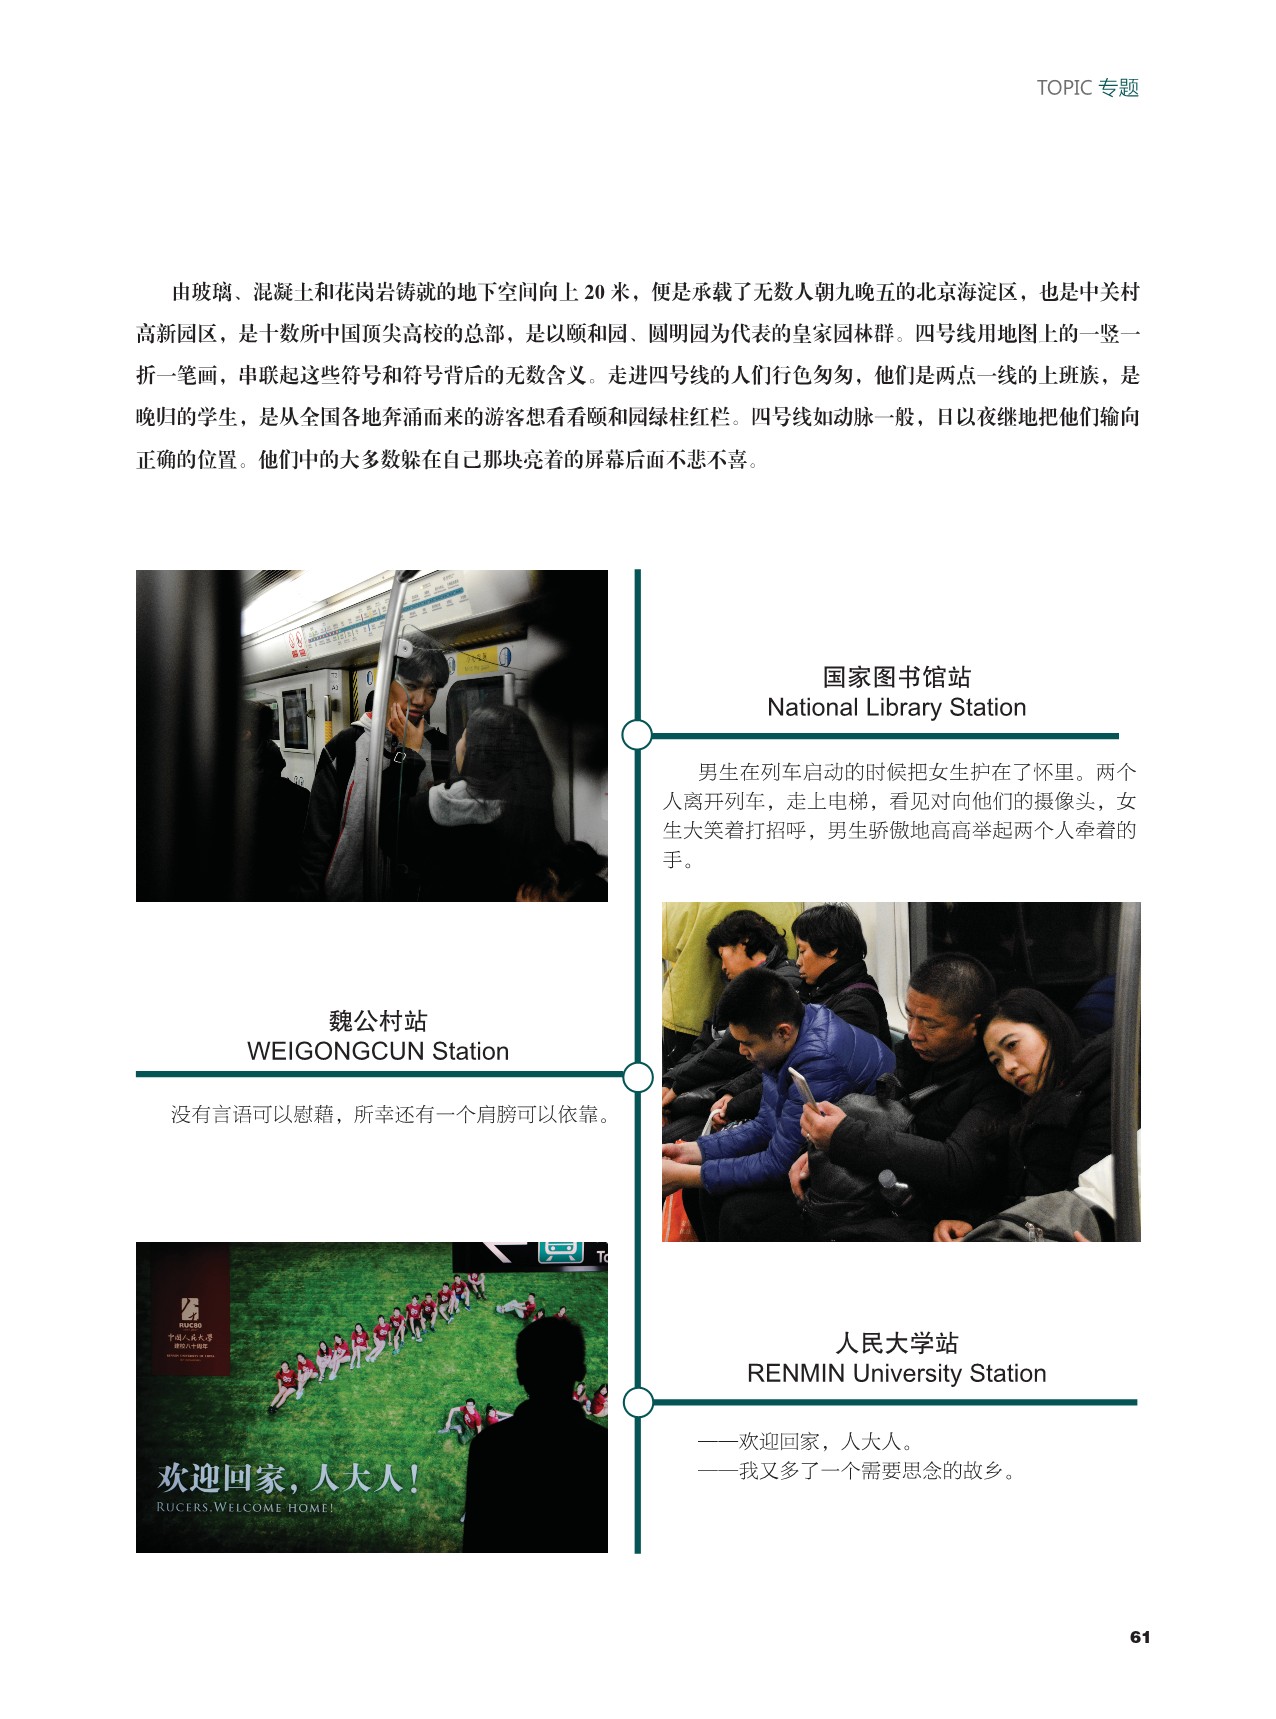 TOPIC 专题
由玻璃、混凝土和花岗岩铸就的地下空间向上 20 米，便是承载了无数人朝九晚五的北京海淀区，也是中关村
高新园区，是十数所中国顶尖高校的总部，是以颐和园、圆明园为代表的皇家园林群。四号线用地图上的一竖一
折一笔画，串联起这些符号和符号背后的无数含义。走进四号线的人们行色匆匆，他们是两点一线的上班族，是
晚归的学生，是从全国各地奔涌而来的游客想看看颐和园绿柱红栏。四号线如动脉一般，日以夜继地把他们输向
正确的位置。他们中的大多数躲在自己那块亮着的屏幕后面不悲不喜。
国家图书馆站
National Library Station
男生在列车启动的时候把女生护在了怀里。两个
人离开列车，走上电梯，看见对向他们的摄像头，女
生大笑着打招呼，男生骄傲地高高举起两个人牵着的
手。
魏公村站
WEIGONGCUN Station
没有言语可以慰藉，所幸还有一个肩膀可以依靠。
RUC80
中国人民大学
建校八十周年
欢迎回家，人大人！
RUCERS,WELCOME HOME!
人民大学站
RENMIN University Station
——欢迎回家，人大人。
——我又多了一个需要思念的故乡。
61